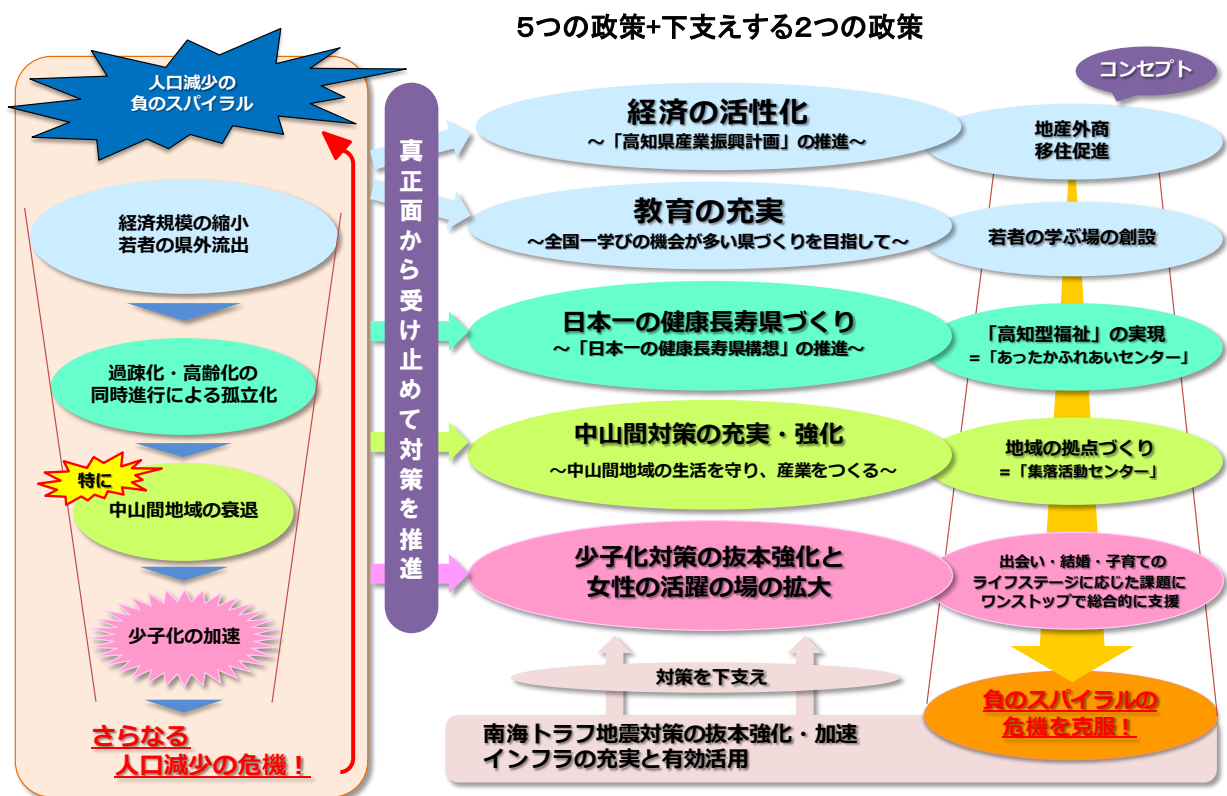 5つの政策+下支えする2つの政策
人口減少の
負のスパイラル
経済規模の縮小
若者の県外流出
過疎化・高齢化の
同時進行による孤立化
特に
中山間地域の衰退
少子化の加速
さらなる
人口減少の危機！
真正面から受け止めて対策を推進
コンセプト
経済の活性化
～「高知県産業振興計画」の推進～
地産外商
移住促進
教育の充実
～全国一学びの機会が多い県づくりを目指して～
若者の学ぶ場の創設
日本一の健康長寿県づくり
～「日本一の健康長寿県構想」の推進～
「高知型福祉」の実現
＝「あったかふれあいセンター」
中山間対策の充実・強化
～中山間地域の生活を守り、産業をつくる～
地域の拠点づくり
＝「集落活動センター」
少子化対策の抜本強化と
女性の活躍の場の拡大
出会い・結婚・子育ての
ライフステージに応じた課題に
ワンストップで総合的に支援
対策を下支え
南海トラフ地震対策の抜本強化・加速
インフラの充実と有効活用
負のスパイラルの
危機を克服！